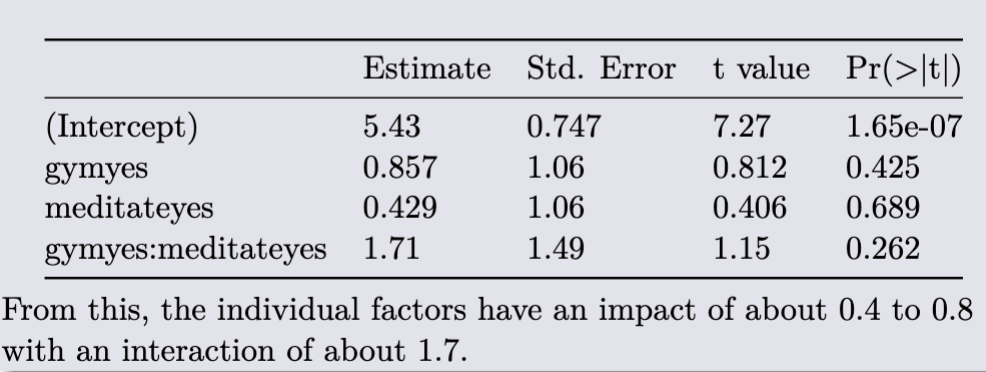 Estimate Std. Error t value Pr(>|t|)
(Intercept) 5.43 0.747 7.27 1.65e-07
gymyes 0.857 1.06 0.812 0.425
meditateyes 0.429 1.06 0.406 0.689
gymyes:meditateyes 1.71 1.49 1.15 0.262
From this, the individual factors have an impact of about 0.4 to 0.8
with an interaction of about 1.7.